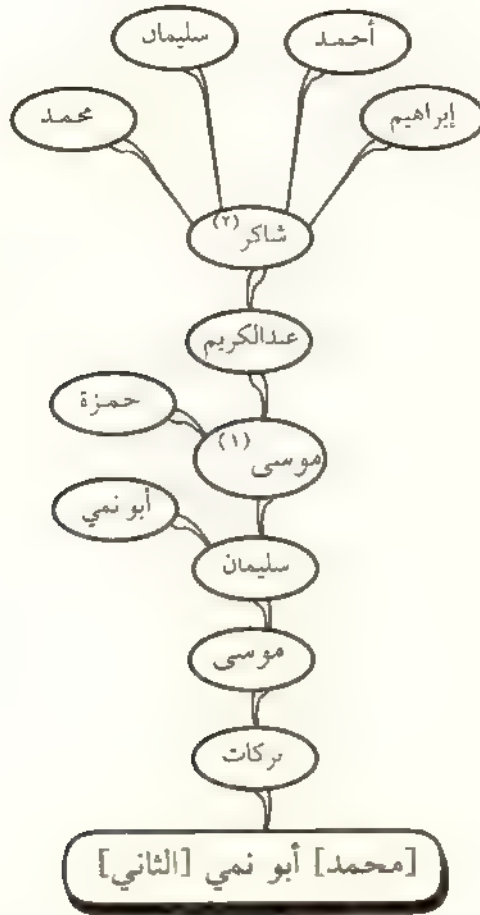 أحمد
سليمان
إبراهيم
محمد
شاكر (٢)
عبدالكريم
حمزة
موسى (١)
أبو نمي
سليمان
موسى
بركات
[محمد] أبو نمي [الثاني]